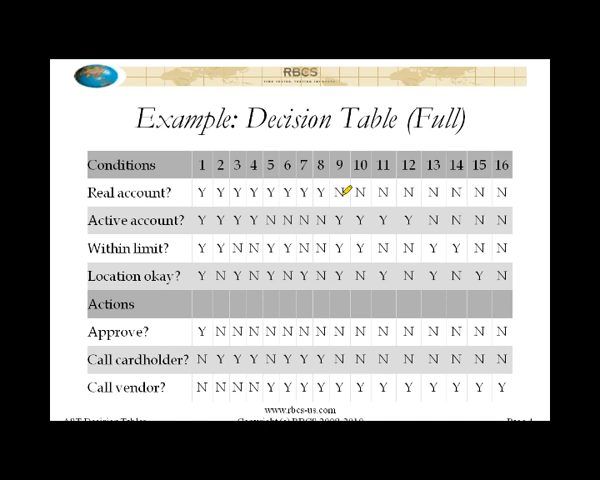 RBCS
Example: Decision Table (Full)
Conditions 1 2 3 4 5 6 7 8 9 10 11 12 13 14 15 16
Real account? Y Y Y Y Y Y Y Y N N N N N N N N
Active account? Y Y Y Y N N N N Y Y Y Y N N N N
Within limit? Y Y N N Y Y N N Y Y N N Y Y N N
Location okay? Y N Y N Y N Y N Y N Y N Y N Y N
Actions
Approve? Y N N N N N N N N N N N N N N N
Call cardholder? N Y Y Y N Y Y Y N N N N N N N N
Call vendor? N N N N Y Y Y Y Y Y Y Y Y Y Y Y
www.rbcs-us.com